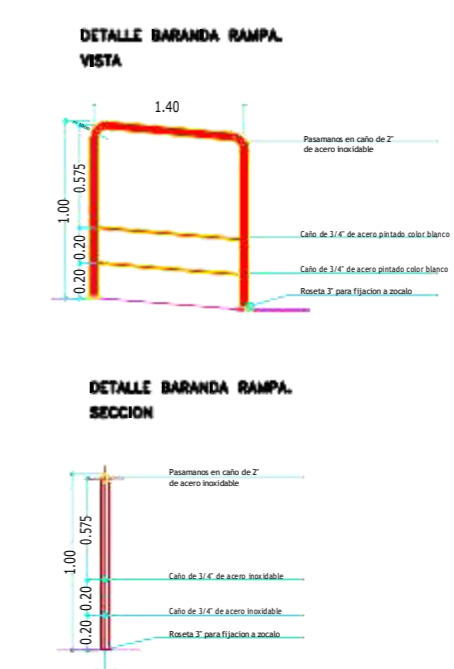 DETALLE BARANDA RAMPA.
VISTA
1.40
Pasamanos en caño de 2"
de acero inoxidable
0.575
1.00
Caño de 3/4" de acero pintado color blanco
0.20
Caño de 3/4" de acero pintado color blanco
0.20
Roseta 3" para fijacion a zocalo
DETALLE BARANDA RAMPA.
SECCION
Pasamanos en caño de 2"
de acero inoxidable
0.575
1.00
Caño de 3/4" de acero inoxidable
0.20
Caño de 3/4" de acero inoxidable
0.20
Roseta 3" para fijacion a zocalo